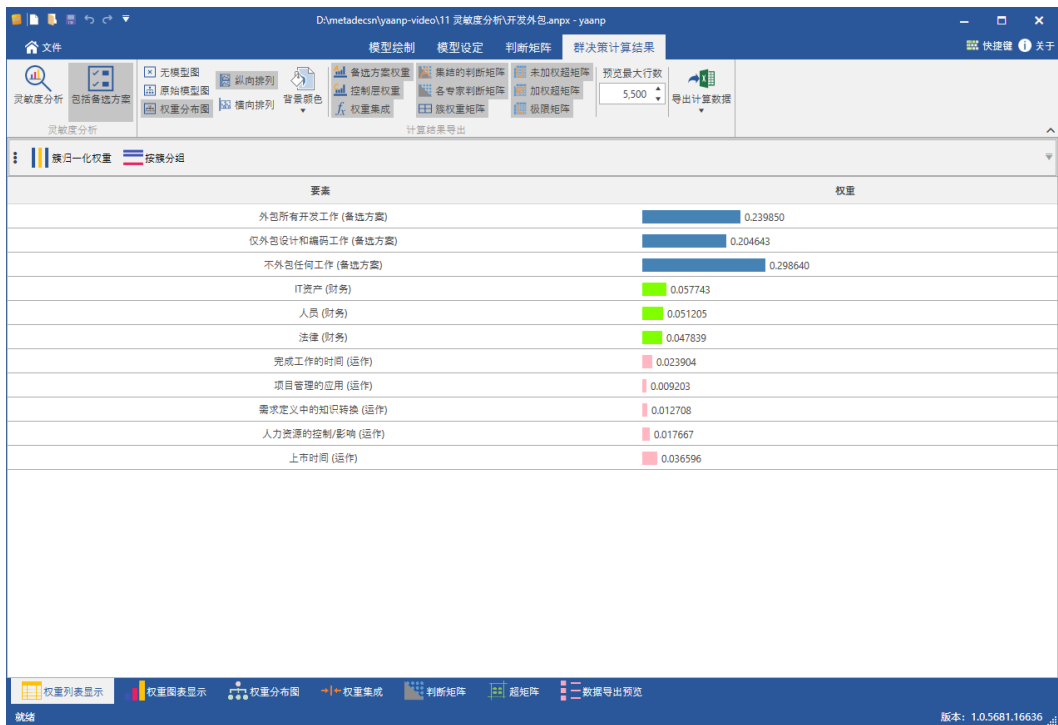 D:\metadecsn\yaanp-video\11 灵敏度分析\开发外包.anpx - yaanp
文件 模型绘制 模型设定 判断矩阵 群决策计算结果 快捷键 关于
无模型图 纵向排列 备选方案权重 集结的判断矩阵 未加权超矩阵 预览最大行数
原始模型图 控制层权重 各专家判断矩阵 加权超矩阵 5,500
灵敏度分析 包括备选方案 权重分布图 横向排列 背景颜色 权重集成 簇权重矩阵 极限矩阵 导出计算数据
灵敏度分析 计算结果导出
簇归一化权重 按簇分组
要素 权重
外包所有开发工作 (备选方案) 0.239850
仅外包设计和编码工作 (备选方案) 0.204643
不外包任何工作 (备选方案) 0.298640
IT资产 (财务) 0.057743
人员 (财务) 0.051205
法律 (财务) 0.047839
完成工作的时间 (运作) 0.023904
项目管理的应用 (运作) 0.009203
需求定义中的知识转换 (运作) 0.012708
人力资源的控制/影响 (运作) 0.017667
上市时间 (运作) 0.036596
权重列表显示 权重图表显示 权重分布图 权重集成 判断矩阵 超矩阵 数据导出预览
就绪 版本: 1.0.5681.16636